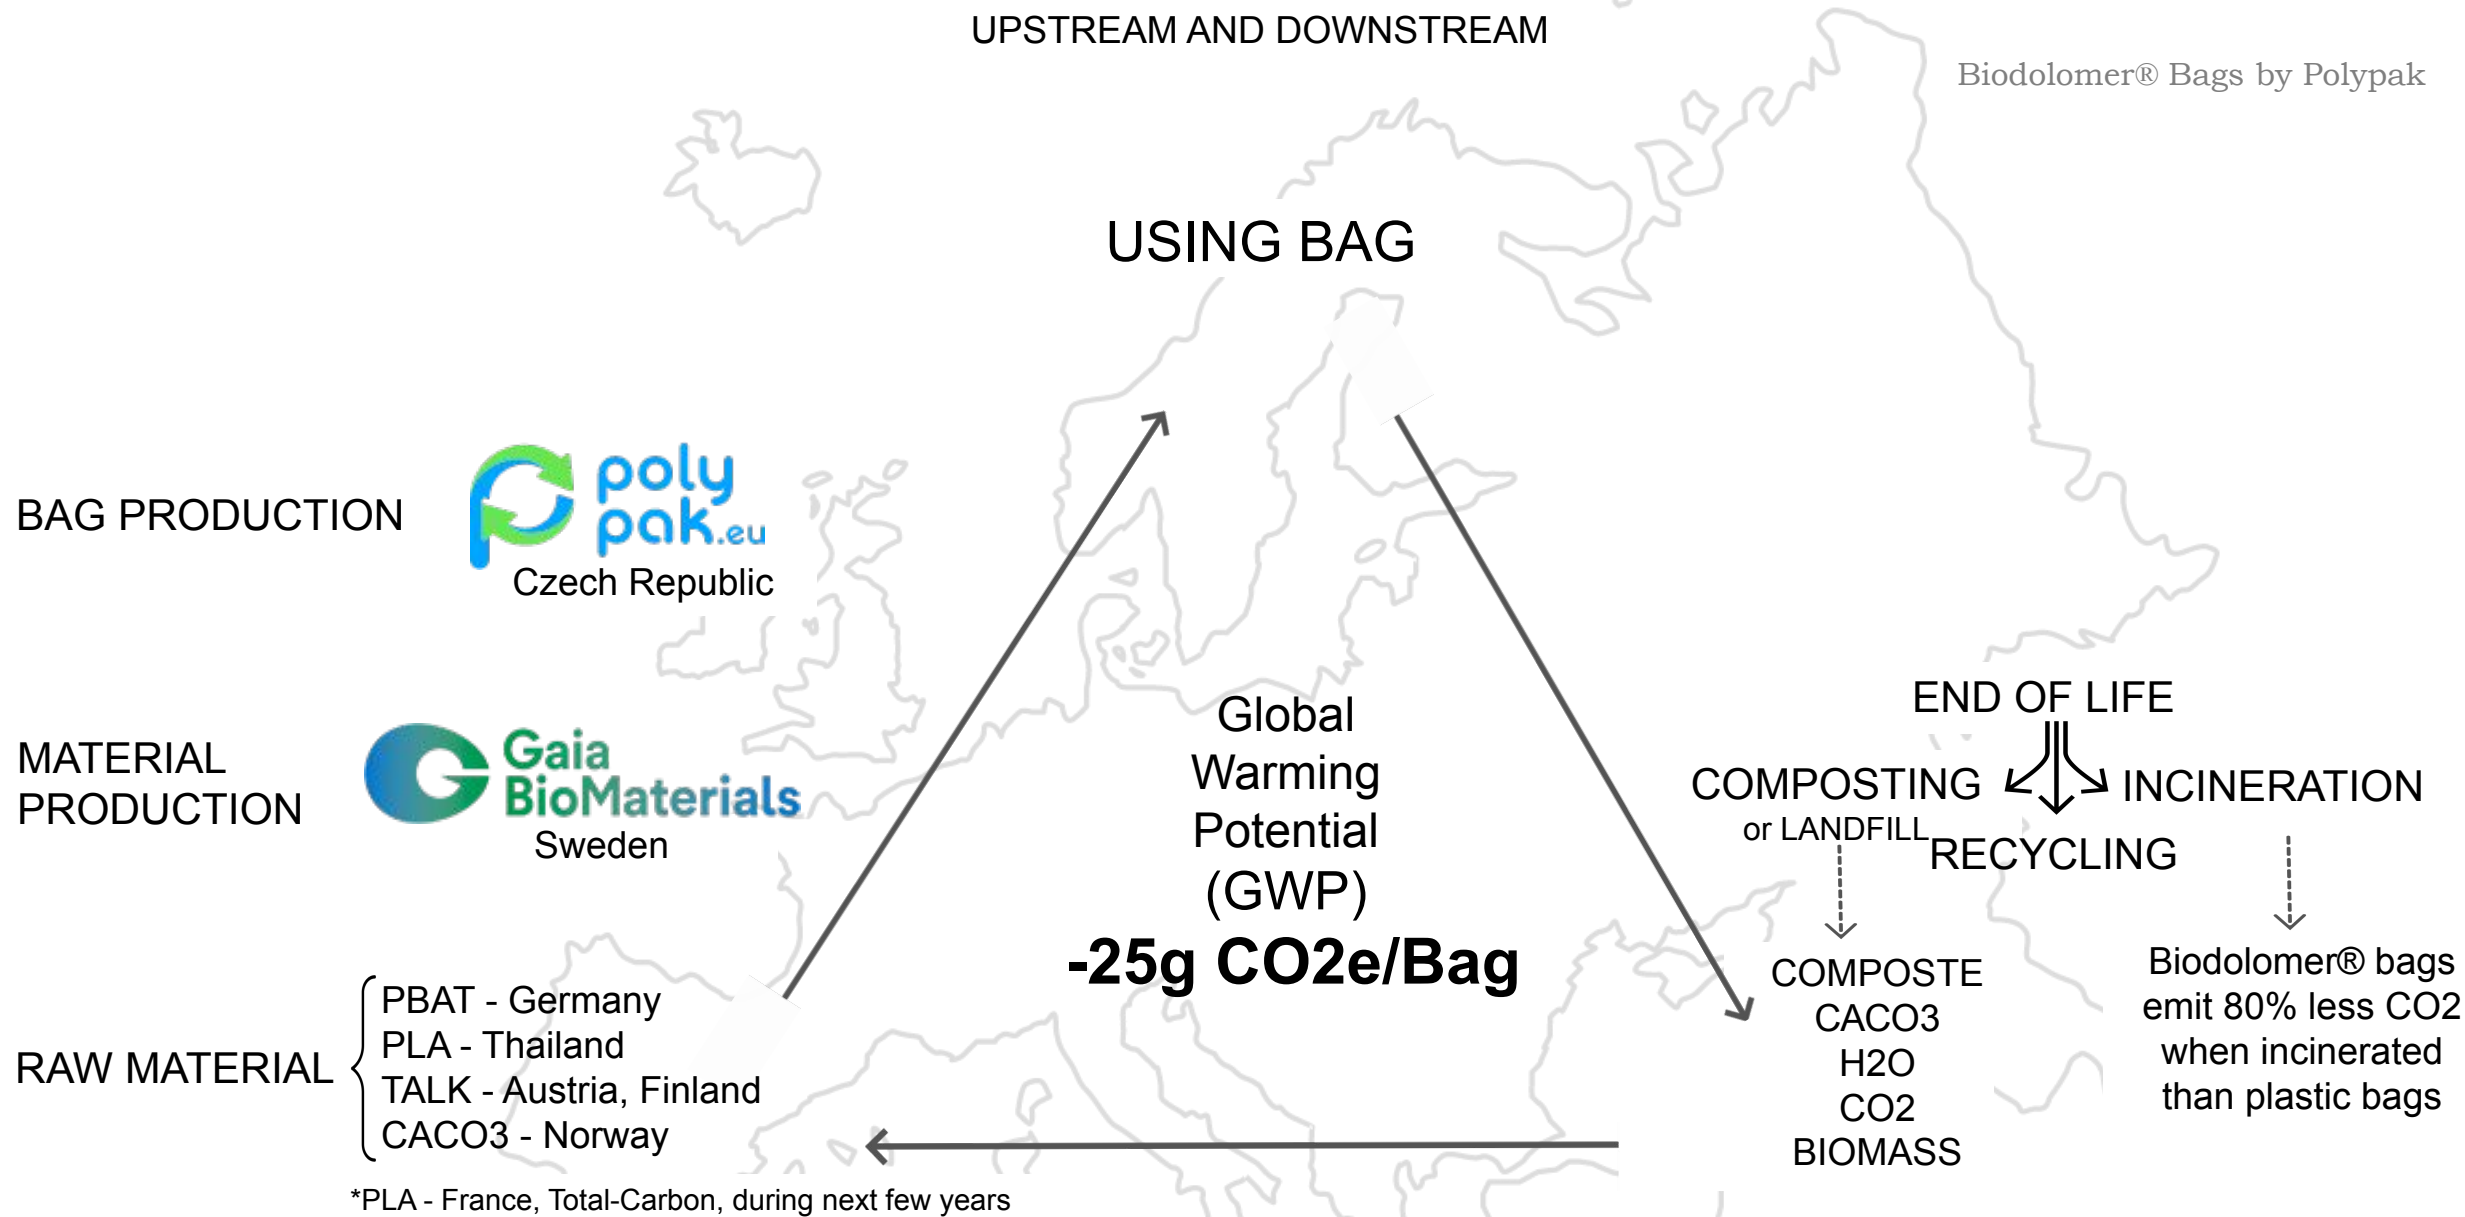 UPSTREAM AND DOWNSTREAM
Biodolomer® Bags by Polypak
USING BAG
BAG PRODUCTION
poly
pak.eu
Czech Republic
MATERIAL
PRODUCTION
Gaia
BioMaterials
Sweden
RAW MATERIAL
PBAT - Germany
PLA - Thailand
TALK - Austria, Finland
CACO3 - Norway
*PLA - France, Total-Carbon, during next few years
Global
Warming
Potential
(GWP)
-25g CO2e/Bag
END OF LIFE
COMPOSTING
or LANDFILL
RECYCLING
INCINERATION
COMPOSTE
CACO3
H2O
CO2
BIOMASS
Biodolomer® bags
emit 80% less CO2
when incinerated
than plastic bags